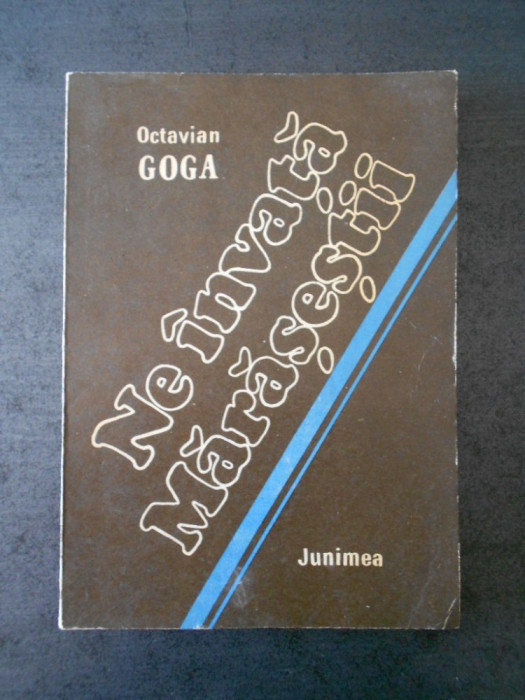 Octavian
GOGA
Ne învață
Mărășeștii
Junimea